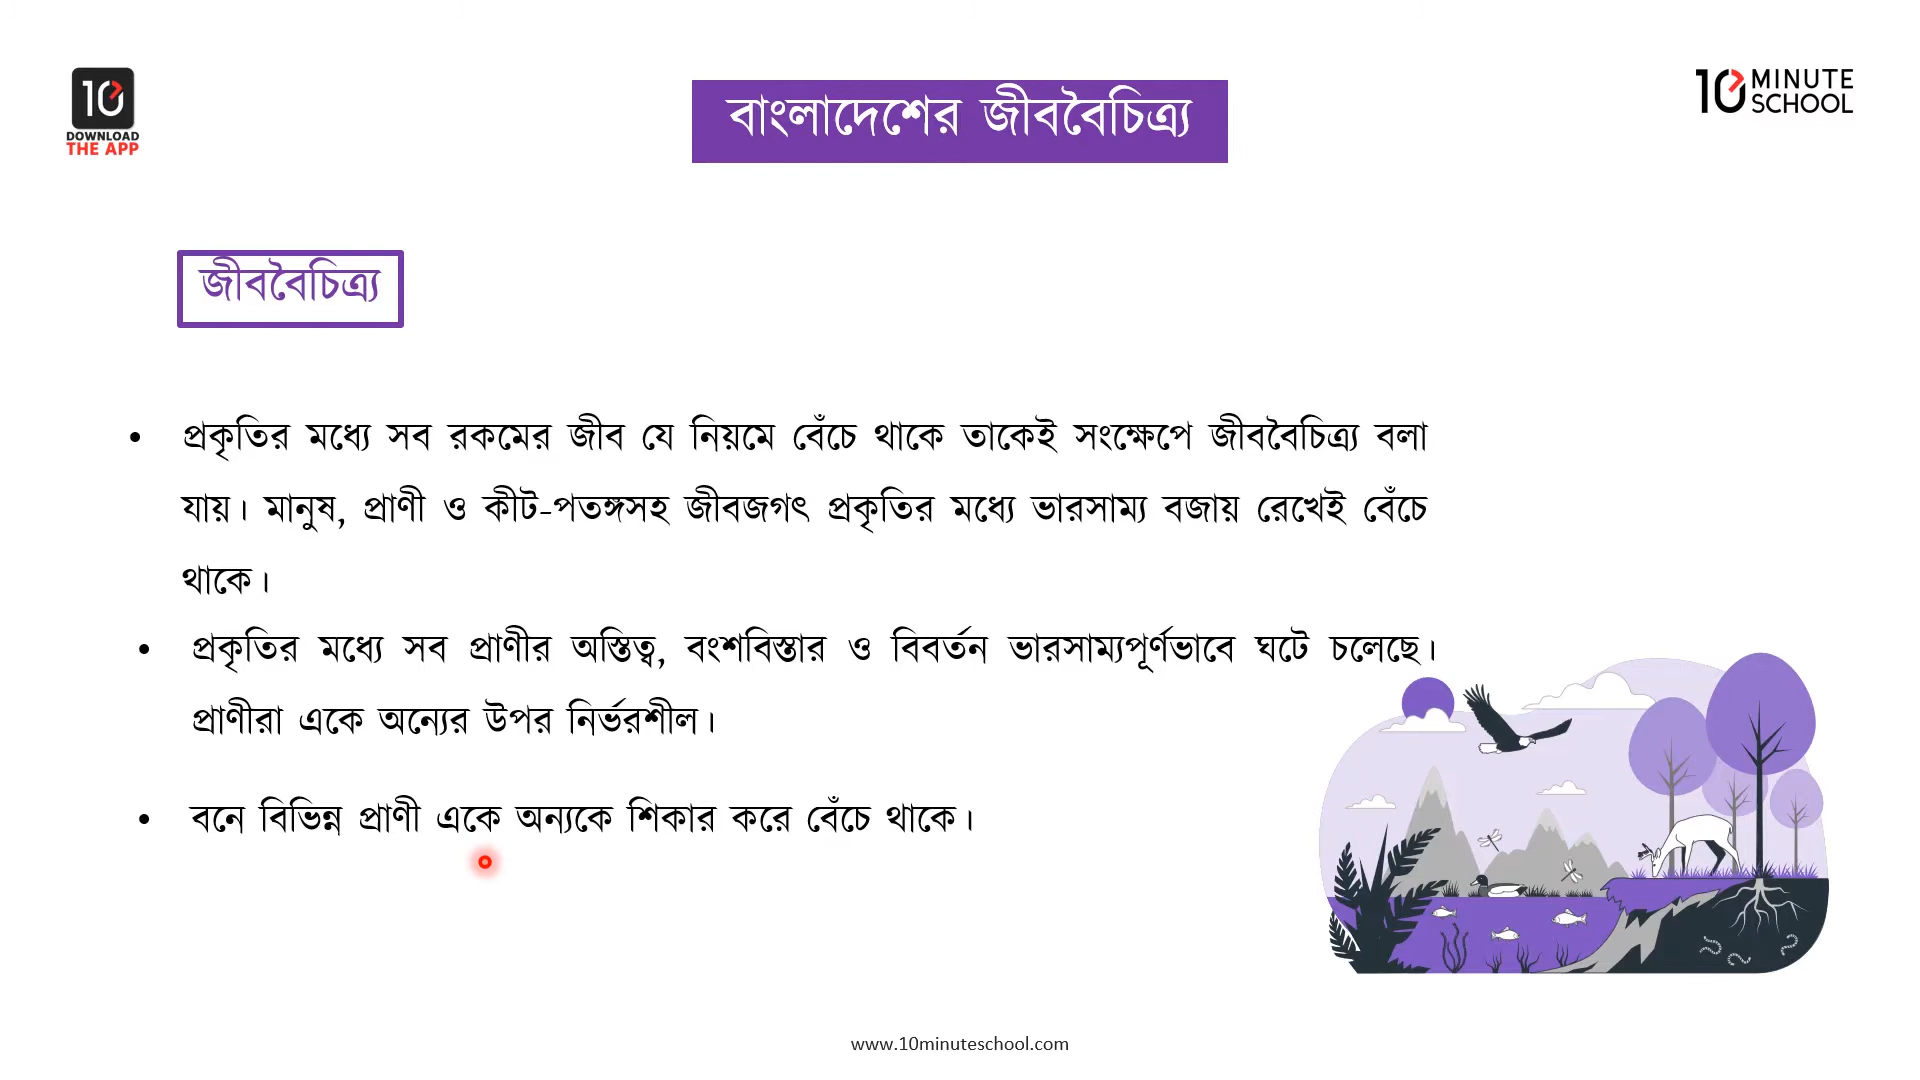 10
DOWNLOAD
THE APP
বাংলাদেশের জীববৈচিত্র্য
10 MINUTE
SCHOOL
জীববৈচিত্র্য
• প্রকৃতির মধ্যে সব রকমের জীব যে নিয়মে বেঁচে থাকে তাকেই সংক্ষেপে জীববৈচিত্র্য বলা
যায়। মানুষ, প্রাণী ও কীট-পতঙ্গসহ জীবজগৎ প্রকৃতির মধ্যে ভারসাম্য বজায় রেখেই বেঁচে
থাকে।
• প্রকৃতির মধ্যে সব প্রাণীর অস্তিত্ব, বংশবিস্তার ও বিবর্তন ভারসাম্যপূর্ণভাবে ঘটে চলেছে।
প্রাণীরা একে অন্যের উপর নির্ভরশীল।
• বনে বিভিন্ন প্রাণী একে অন্যকে শিকার করে বেঁচে থাকে।
www.10minuteschool.com